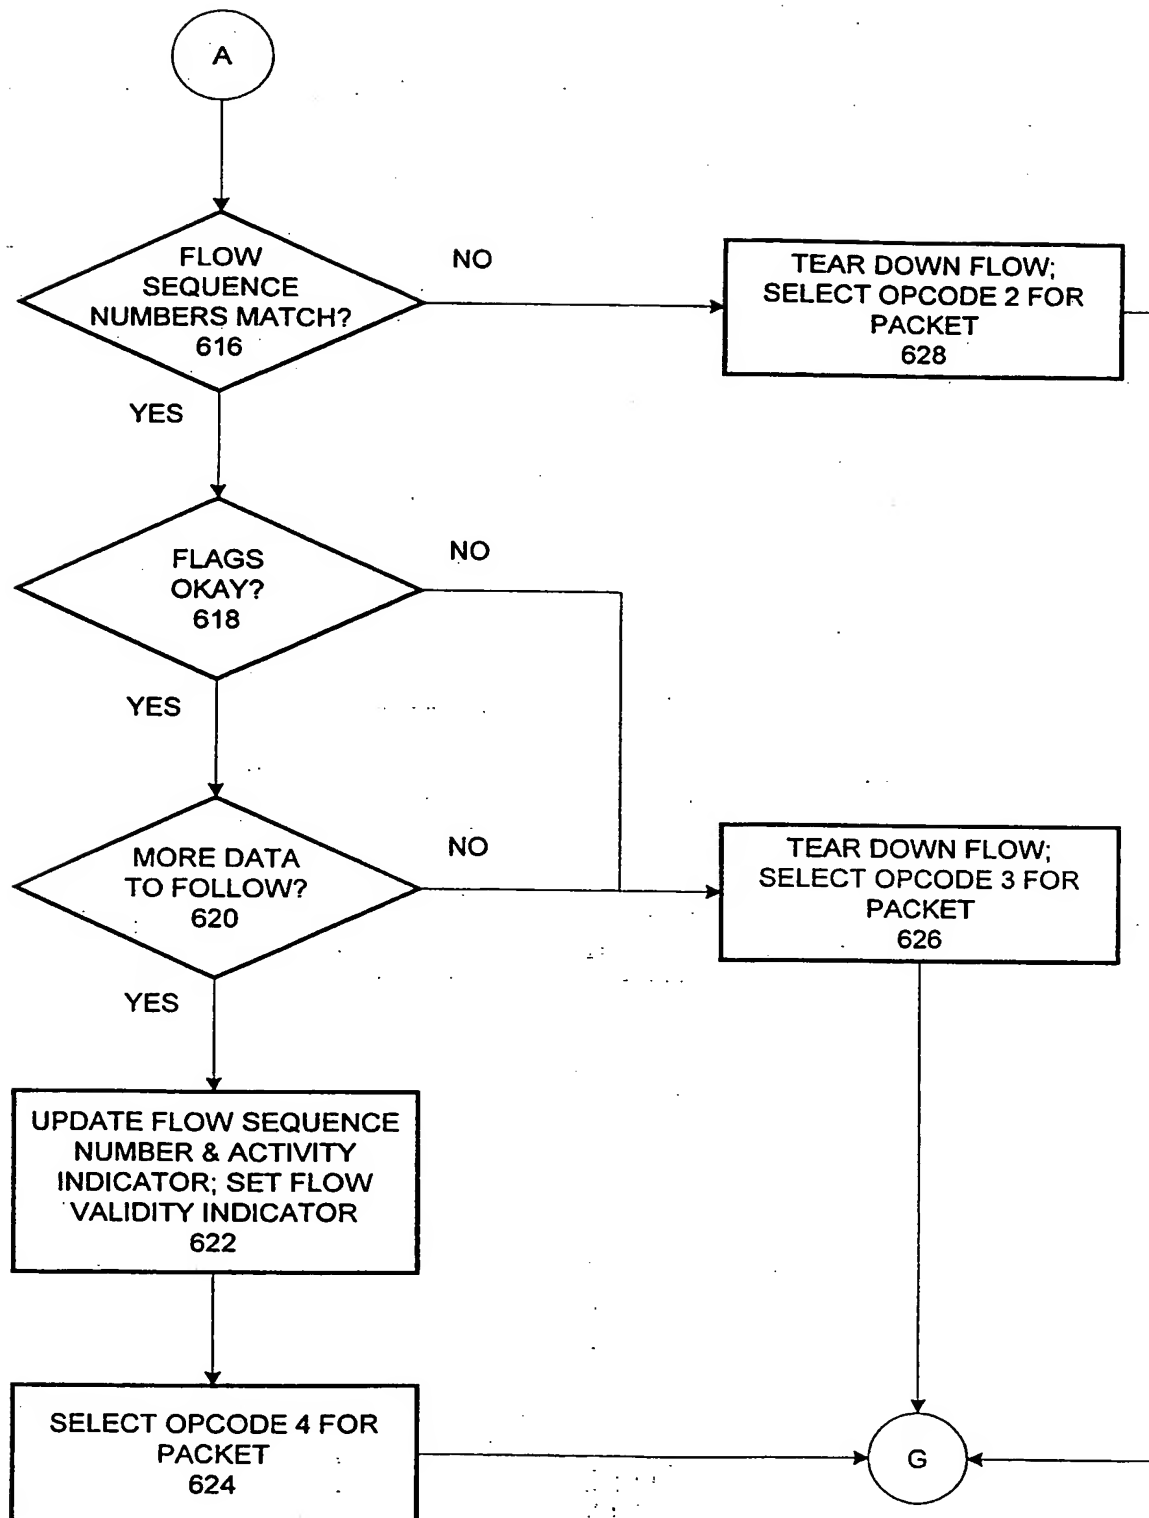 A
FLOW
SEQUENCE
NUMBERS MATCH?
616
NO
TEAR DOWN FLOW;
SELECT OPCODE 2 FOR
PACKET
628
YES
FLAGS
OKAY?
618
NO
YES
MORE DATA
TO FOLLOW?
620
NO
TEAR DOWN FLOW;
SELECT OPCODE 3 FOR
PACKET
626
YES
UPDATE FLOW SEQUENCE
NUMBER & ACTIVITY
INDICATOR; SET FLOW
VALIDITY INDICATOR
622
SELECT OPCODE 4 FOR
PACKET
624
G